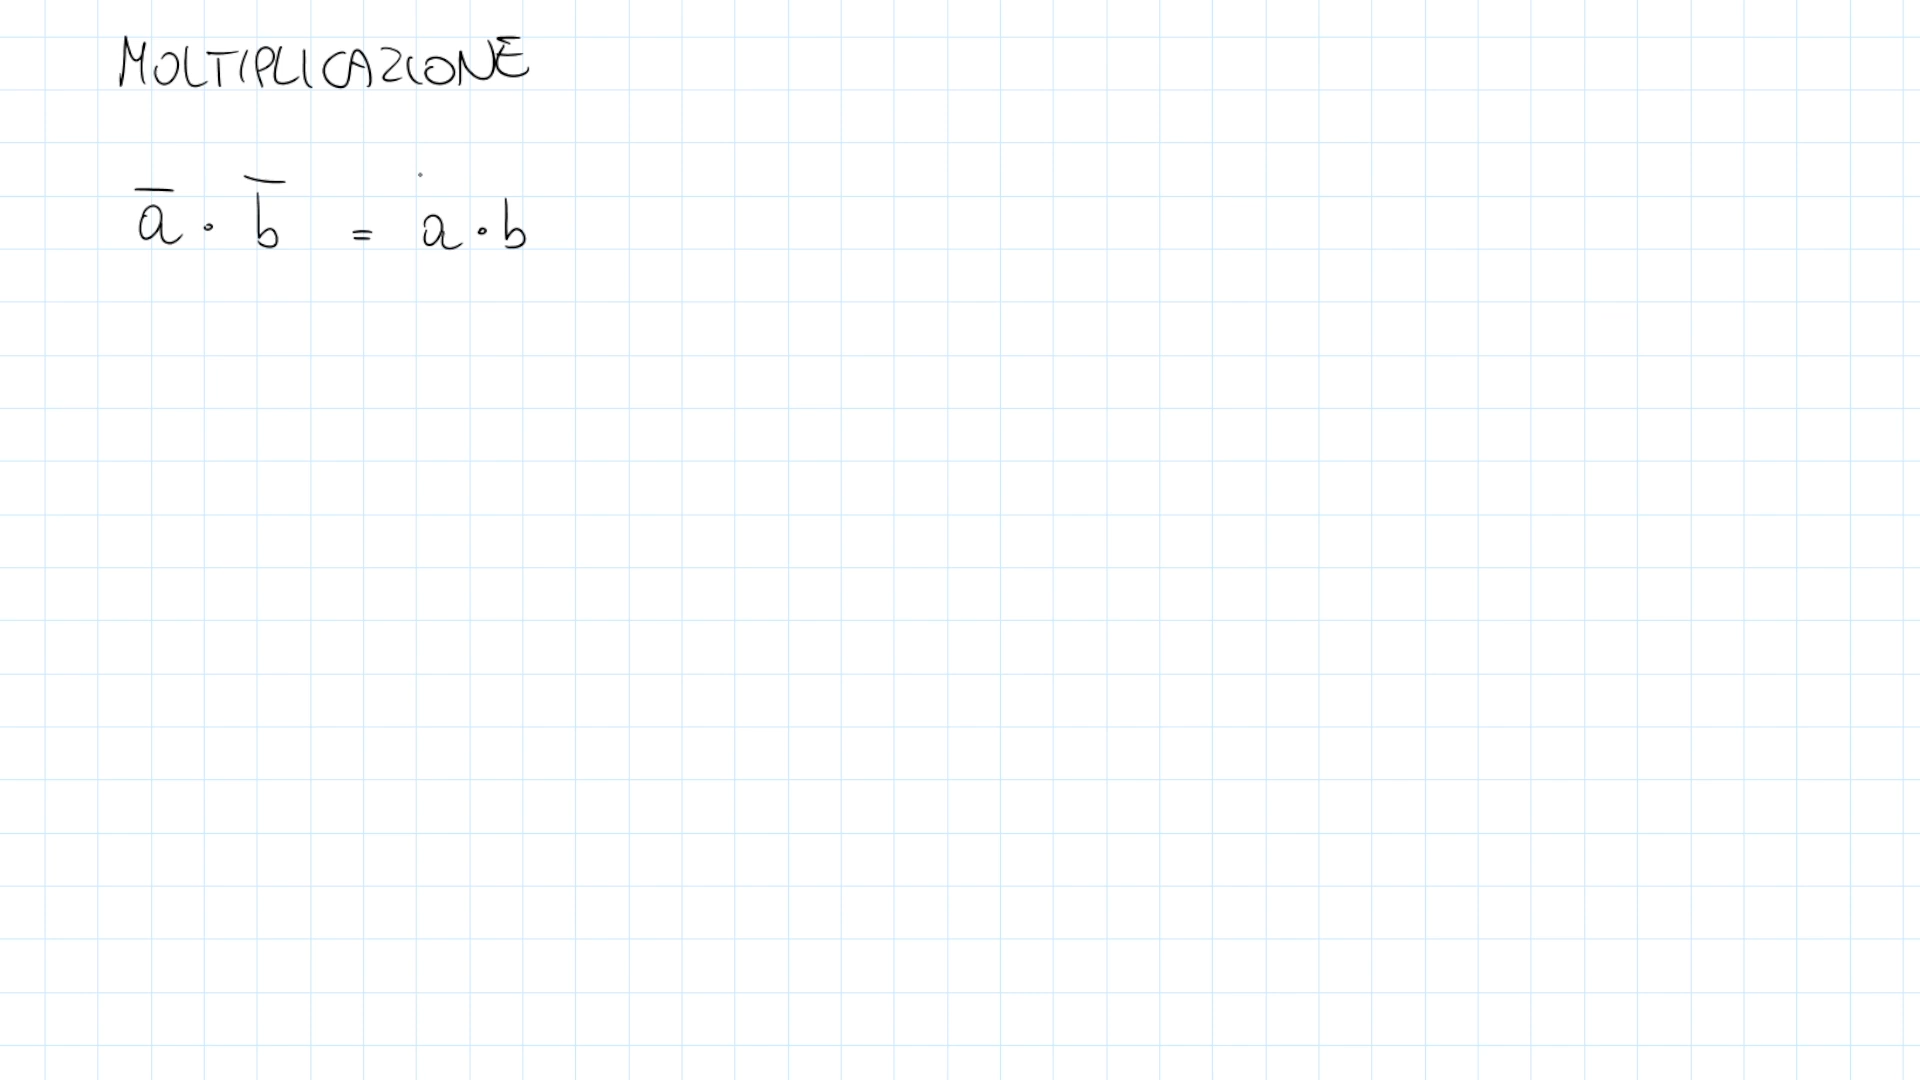 MOLTIPLICAZIONE
a̅ · b̅ = a · b